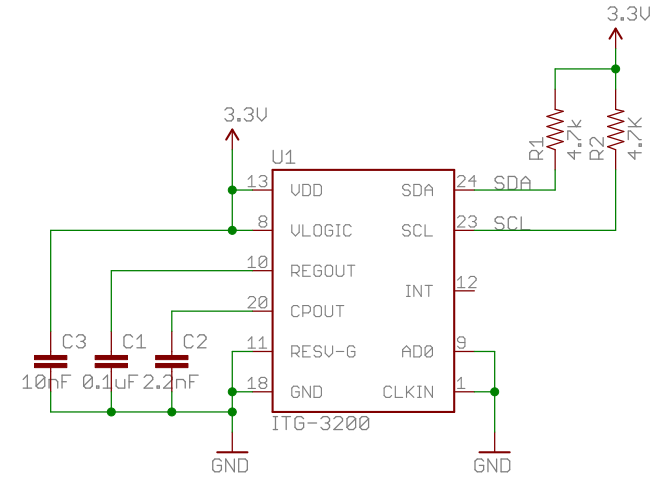 3.3V
3.3V
R1
4.7k
R2
4.7K
U1
13 VDD SDA 24 SDA
8 VLOGIC SCL 23 SCL
10 REGOUT
INT 12
20 CPOUT
C3 C1 C2
10nF 0.1uF 2.2nF
11 RESV-G AD0 9
18 GND CLKIN 1
ITG-3200
GND GND